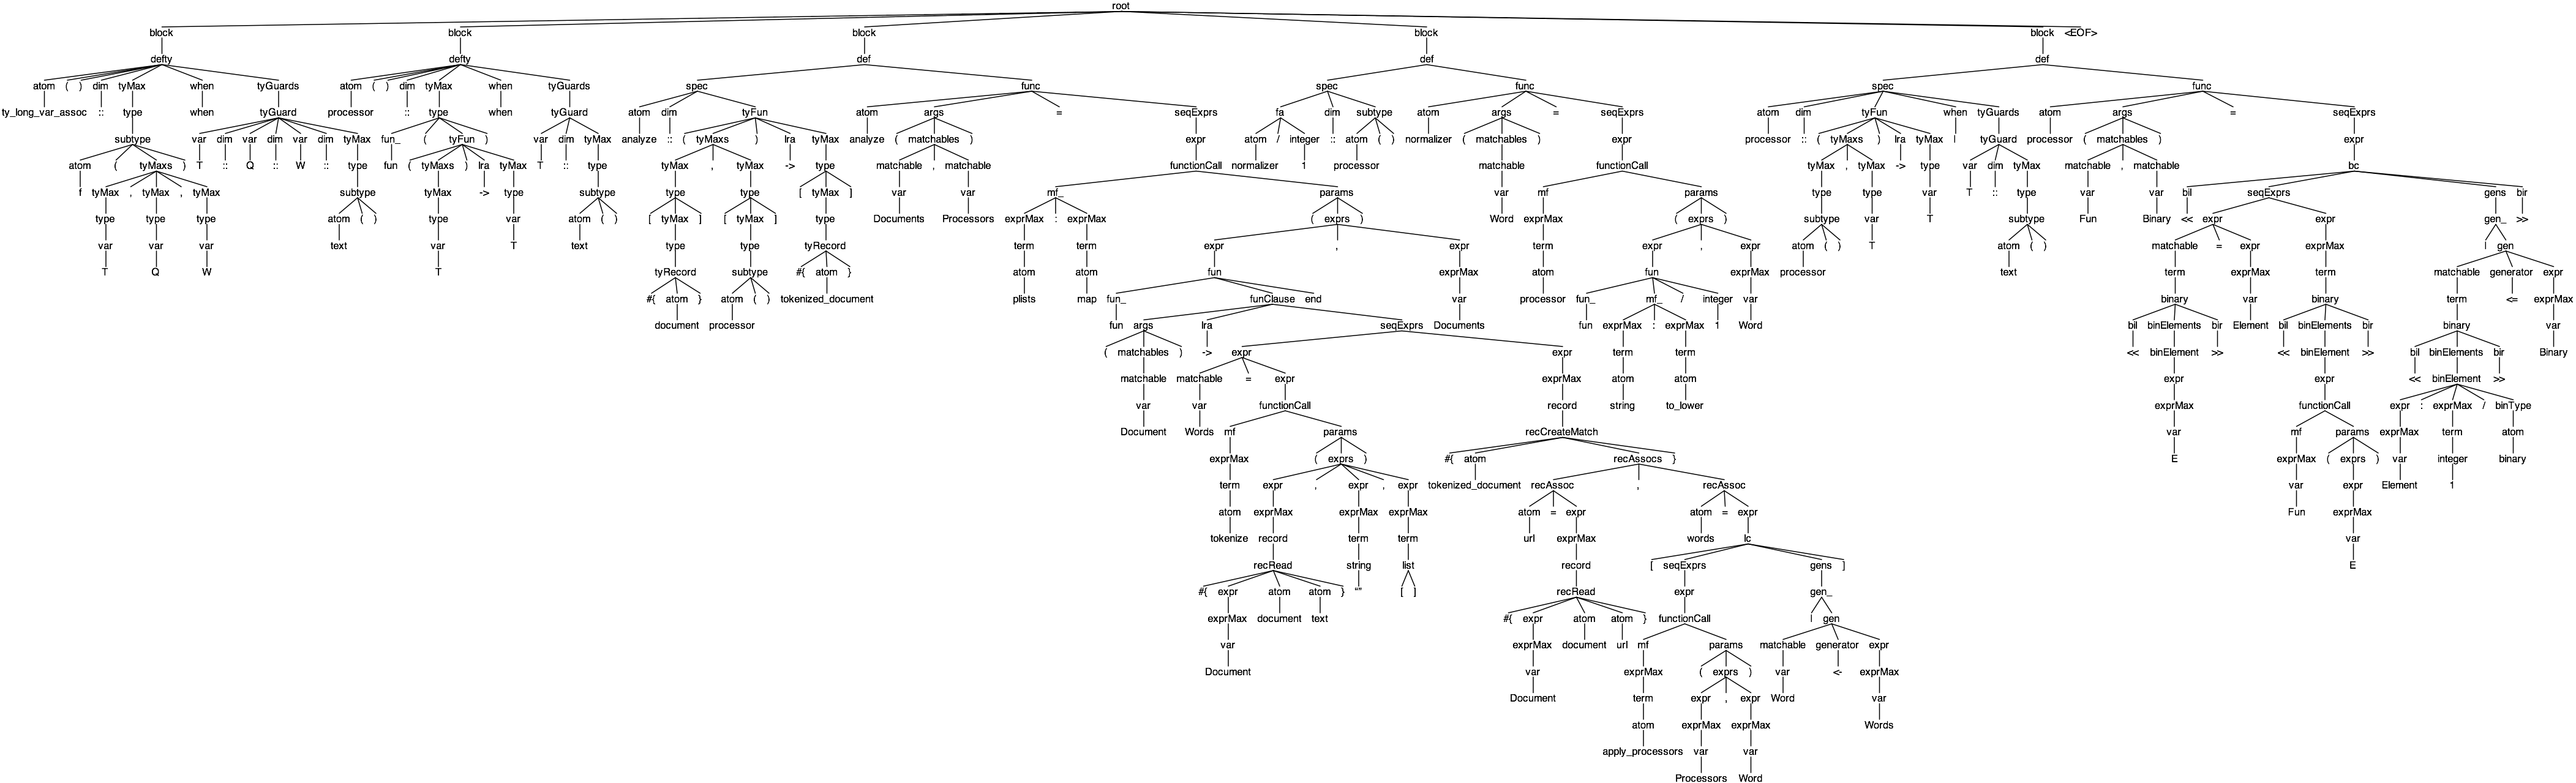 root
block block block block block <EOF>
defty defty def def def
atom ( ) dim tyMax when tyGuards atom ( ) dim tyMax when tyGuards spec func spec func spec func
ty_long_var_assoc :: type when tyGuard processor :: type when tyGuard atom dim tyFun atom args = seqExprs fa dim subtype atom args = seqExprs atom dim tyFun when tyGuards atom args = seqExprs
subtype var dim var dim var dim tyMax fun_ ( tyFun ) var dim tyMax analyze :: ( tyMaxs ) lra tyMax analyze ( matchables ) expr atom / integer :: atom ( ) normalizer ( matchables ) expr processor :: ( tyMaxs ) lra tyMax | tyGuard processor ( matchables ) expr
atom ( tyMaxs ) T :: Q :: W :: type fun ( tyMaxs ) lra tyMax T :: type tyMax , tyMax -> type matchable , matchable functionCall normalizer 1 processor matchable functionCall tyMax , tyMax -> type var dim tyMax matchable , matchable bc
f tyMax , tyMax , tyMax subtype tyMax -> type subtype type type [ tyMax ] var var mf_ params var mf params type type var T :: type var var bil seqExprs gens bir
type type type atom ( ) type var atom ( ) [ tyMax ] [ tyMax ] type Documents Processors exprMax : exprMax ( exprs ) Word exprMax ( exprs ) subtype var T subtype Fun Binary << expr expr gen_ >>
var var var text var T text type type tyRecord term term expr , expr term expr , expr atom ( ) T atom ( ) matchable = expr exprMax | gen
T Q W T tyRecord subtype #{ atom } atom atom fun exprMax atom fun exprMax processor text term exprMax term matchable generator expr
#{ atom } atom ( ) tokenized_document plists map fun_ funClause end var processor fun_ mf_ / integer var binary var binary term <= exprMax
document processor fun args lra seqExprs Documents fun exprMax : exprMax 1 Word bil binElements bir Element bil binElements bir binary var
( matchables ) -> expr expr term term << binElement >> << binElement >> bil binElements bir Binary
matchable matchable = expr exprMax atom atom expr expr << binElement >>
var var functionCall record string to_lower exprMax functionCall expr : exprMax / binType
Document Words mf params recCreateMatch var mf params exprMax term atom
exprMax ( exprs ) #{ atom recAssocs } E exprMax ( exprs ) var integer binary
term expr , expr , expr tokenized_document recAssoc , recAssoc var expr Element 1
atom exprMax exprMax exprMax atom = expr atom = expr Fun exprMax
tokenize record term term url exprMax words lc var
recRead string list record [ seqExprs gens ] E
#{ expr atom atom } "" [ ] recRead expr gen_
exprMax document text #{ expr atom atom } functionCall | gen
var exprMax document url mf params matchable generator expr
Document var exprMax ( exprs ) var <- exprMax
Document term expr , expr Word var
atom exprMax exprMax Words
apply_processors var var
Processors Word